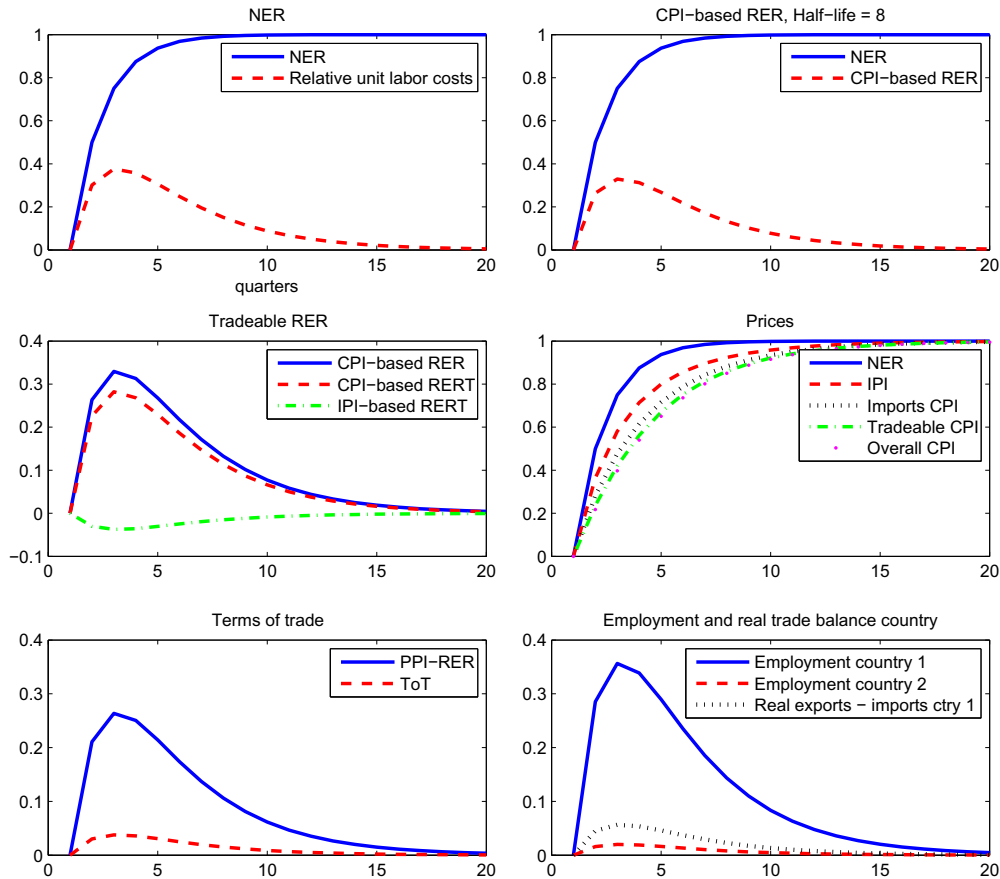 NER
1
0.8
0.6
0.4
0.2
0
0 5 10 15 20
quarters
NER
Relative unit labor costs
CPI−based RER, Half−life = 8
1
0.8
0.6
0.4
0.2
0
0 5 10 15 20
NER
CPI−based RER
Tradeable RER
0.4
0.3
0.2
0.1
0
−0.1
0 5 10 15 20
CPI−based RER
CPI−based RERT
IPI−based RERT
Prices
1
0.8
0.6
0.4
0.2
0
0 5 10 15 20
NER
IPI
Imports CPI
Tradeable CPI
Overall CPI
Terms of trade
0.4
0.3
0.2
0.1
0
0 5 10 15 20
PPI−RER
ToT
Employment and real trade balance country
0.4
0.3
0.2
0.1
0
0 5 10 15 20
Employment country 1
Employment country 2
Real exports − imports ctry 1